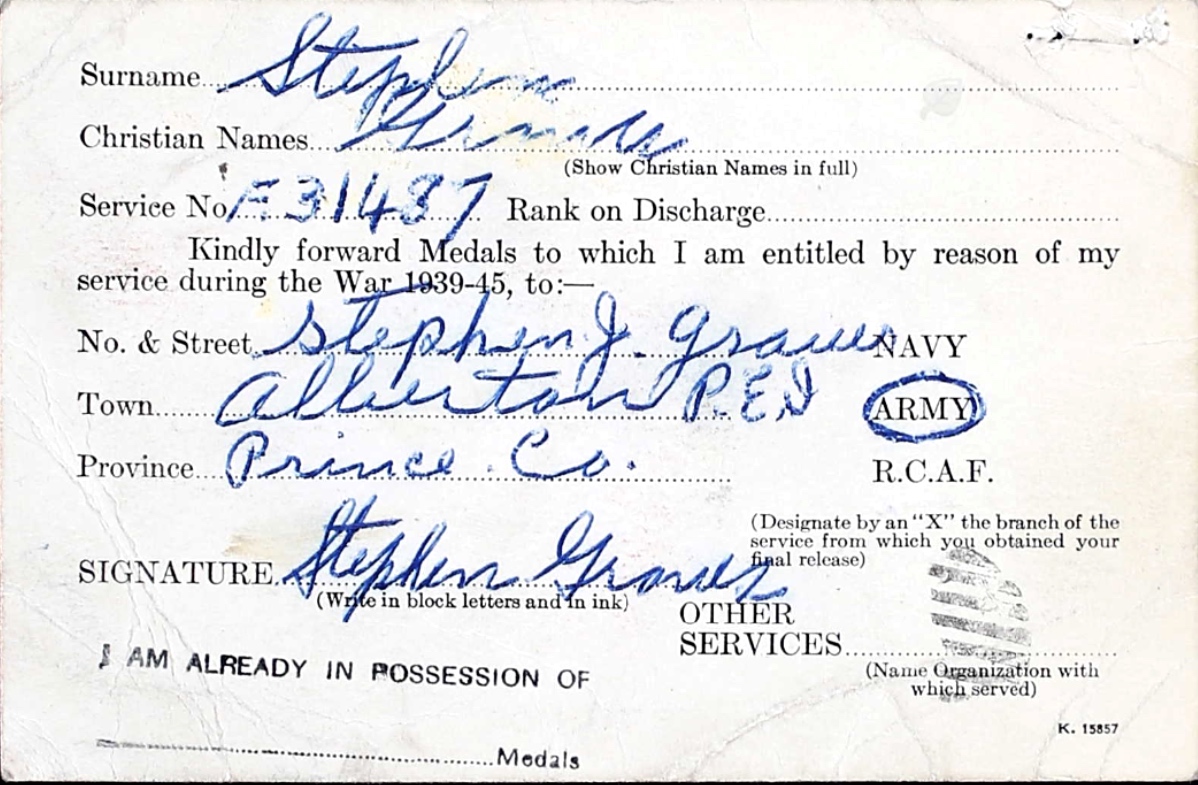 Surname Stephen
Christian Names
(Show Christian Names in full)
Service No F.31487 Rank on Discharge
Kindly forward Medals to which I am entitled by reason of my
service during the War 1939-45, to:—
No. & Street Stephen J. Graves NAVY
Town Alberton P.E.I ARMY
Province Prince. Co. R.C.A.F.
(Designate by an "X" the branch of the
service from which you obtained your
final release)
SIGNATURE Stephen Graves
(Write in block letters and in ink)
OTHER
SERVICES
(Name Organization with
which served)
I AM ALREADY IN POSSESSION OF
Medals
K. 15857